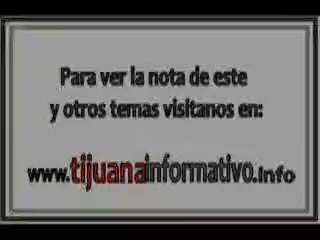 Para ver la nota de este
y otros temas visitanos en:
www.tijuanainformativo.info